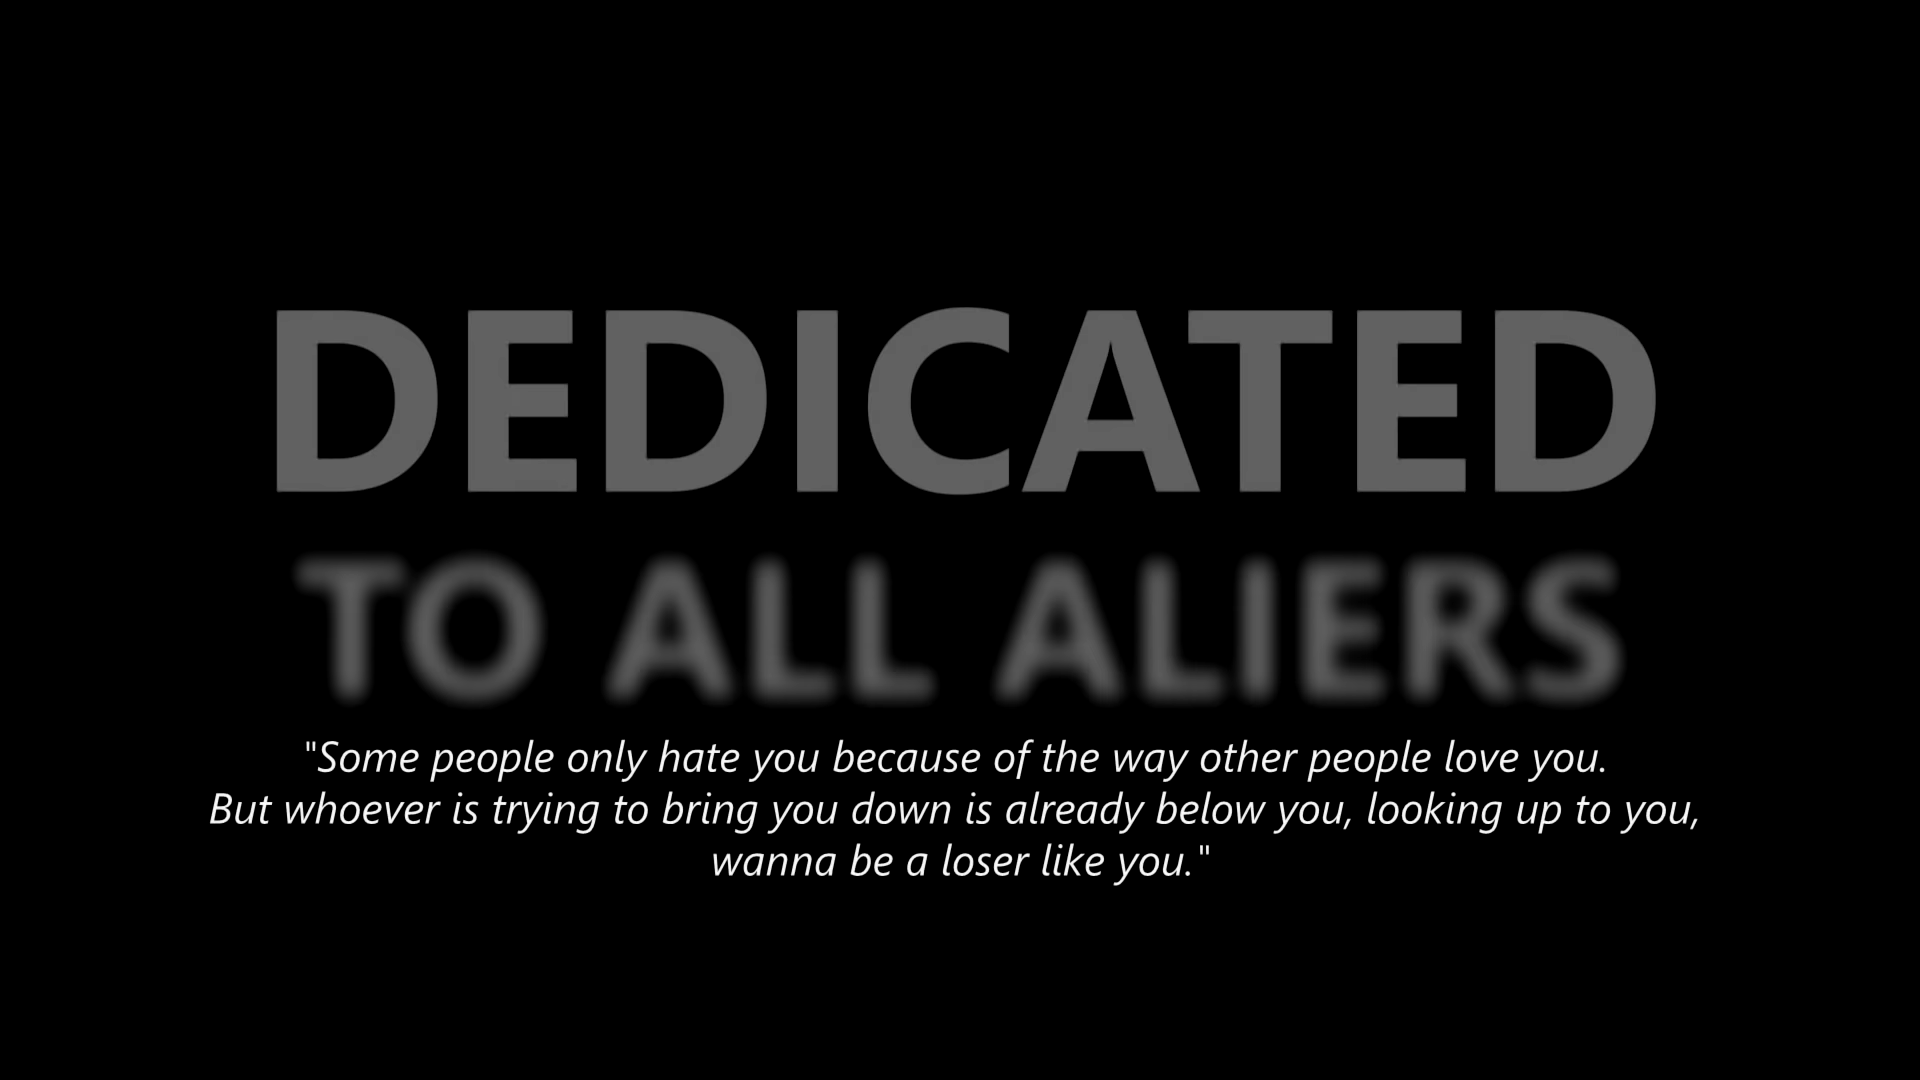 DEDICATED
TO ALL ALIERS
"Some people only hate you because of the way other people love you.
But whoever is trying to bring you down is already below you, looking up to you,
wanna be a loser like you."